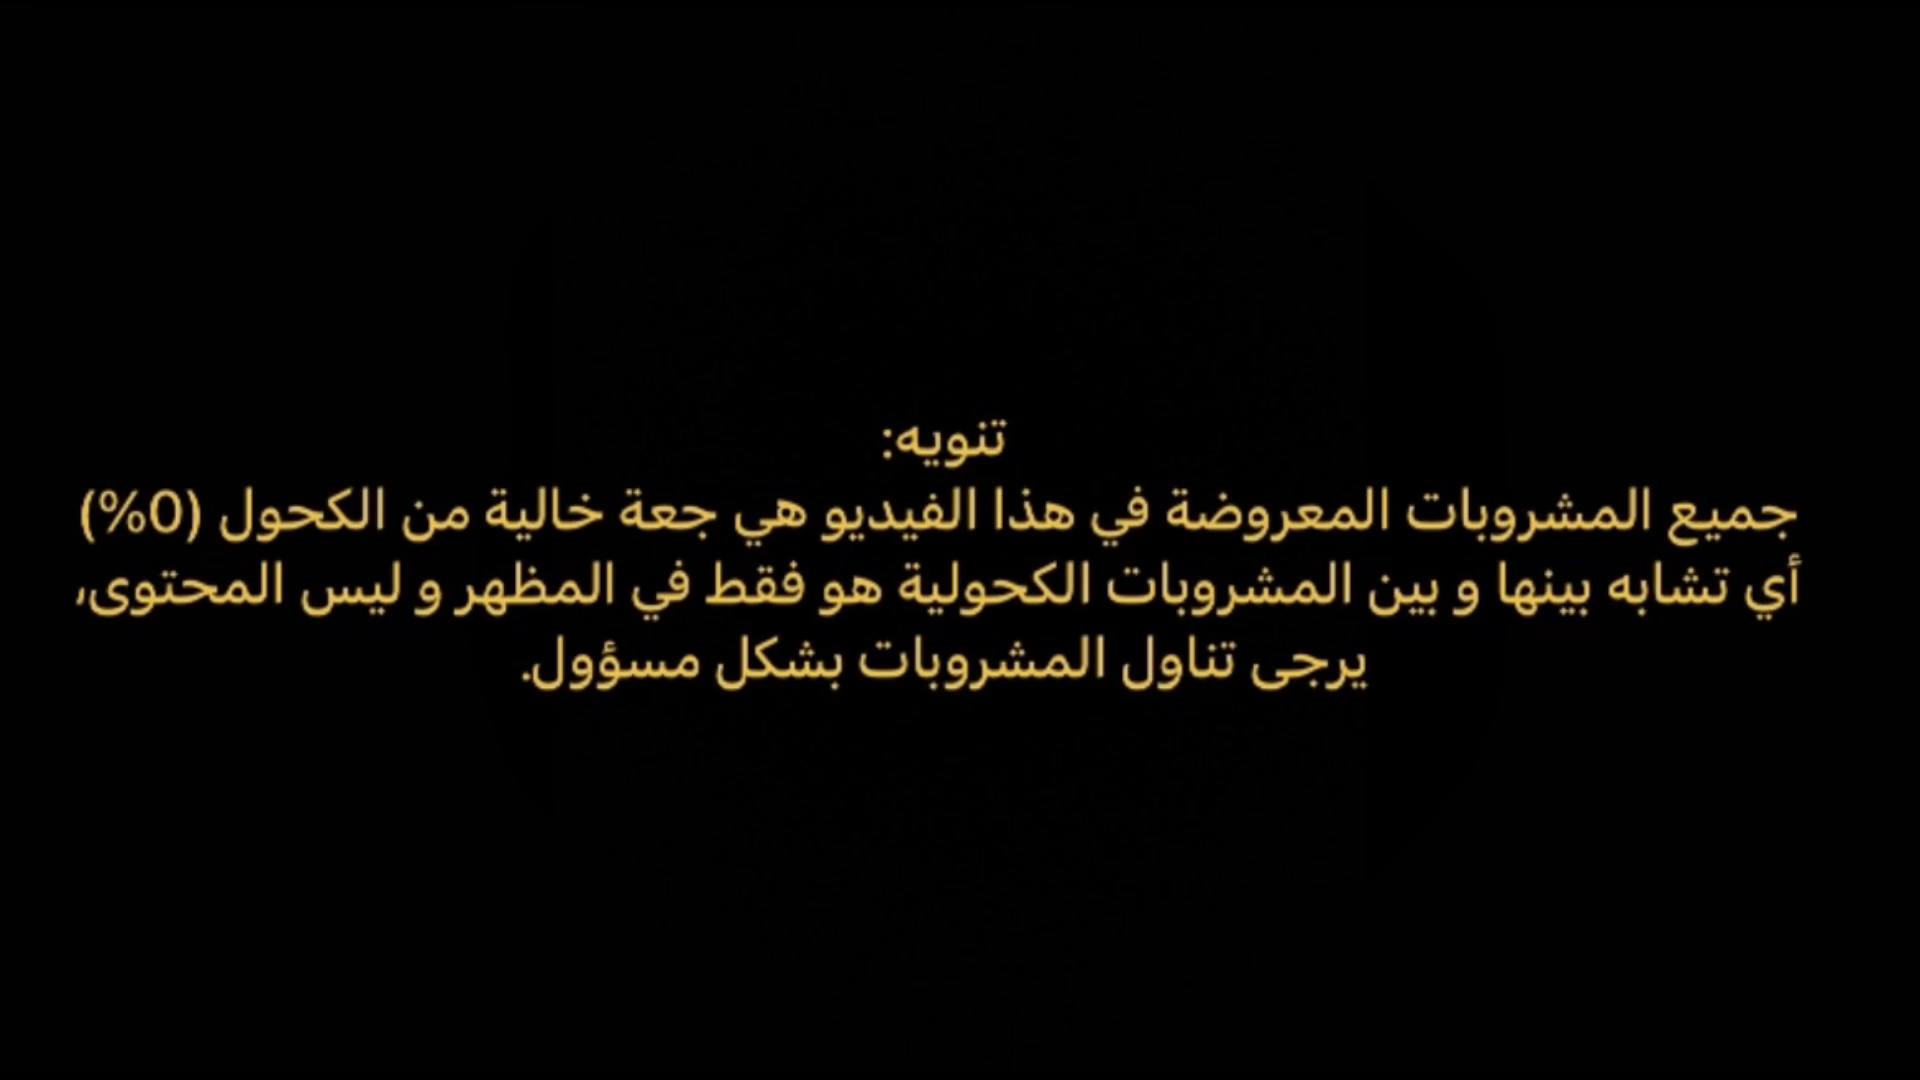 تنويه:
جميع المشروبات المعروضة في هذا الفيديو هي جعة خالية من الكحول (0%)
أي تشابه بينها و بين المشروبات الكحولية هو فقط في المظهر و ليس المحتوى،
يرجى تناول المشروبات بشكل مسؤول.